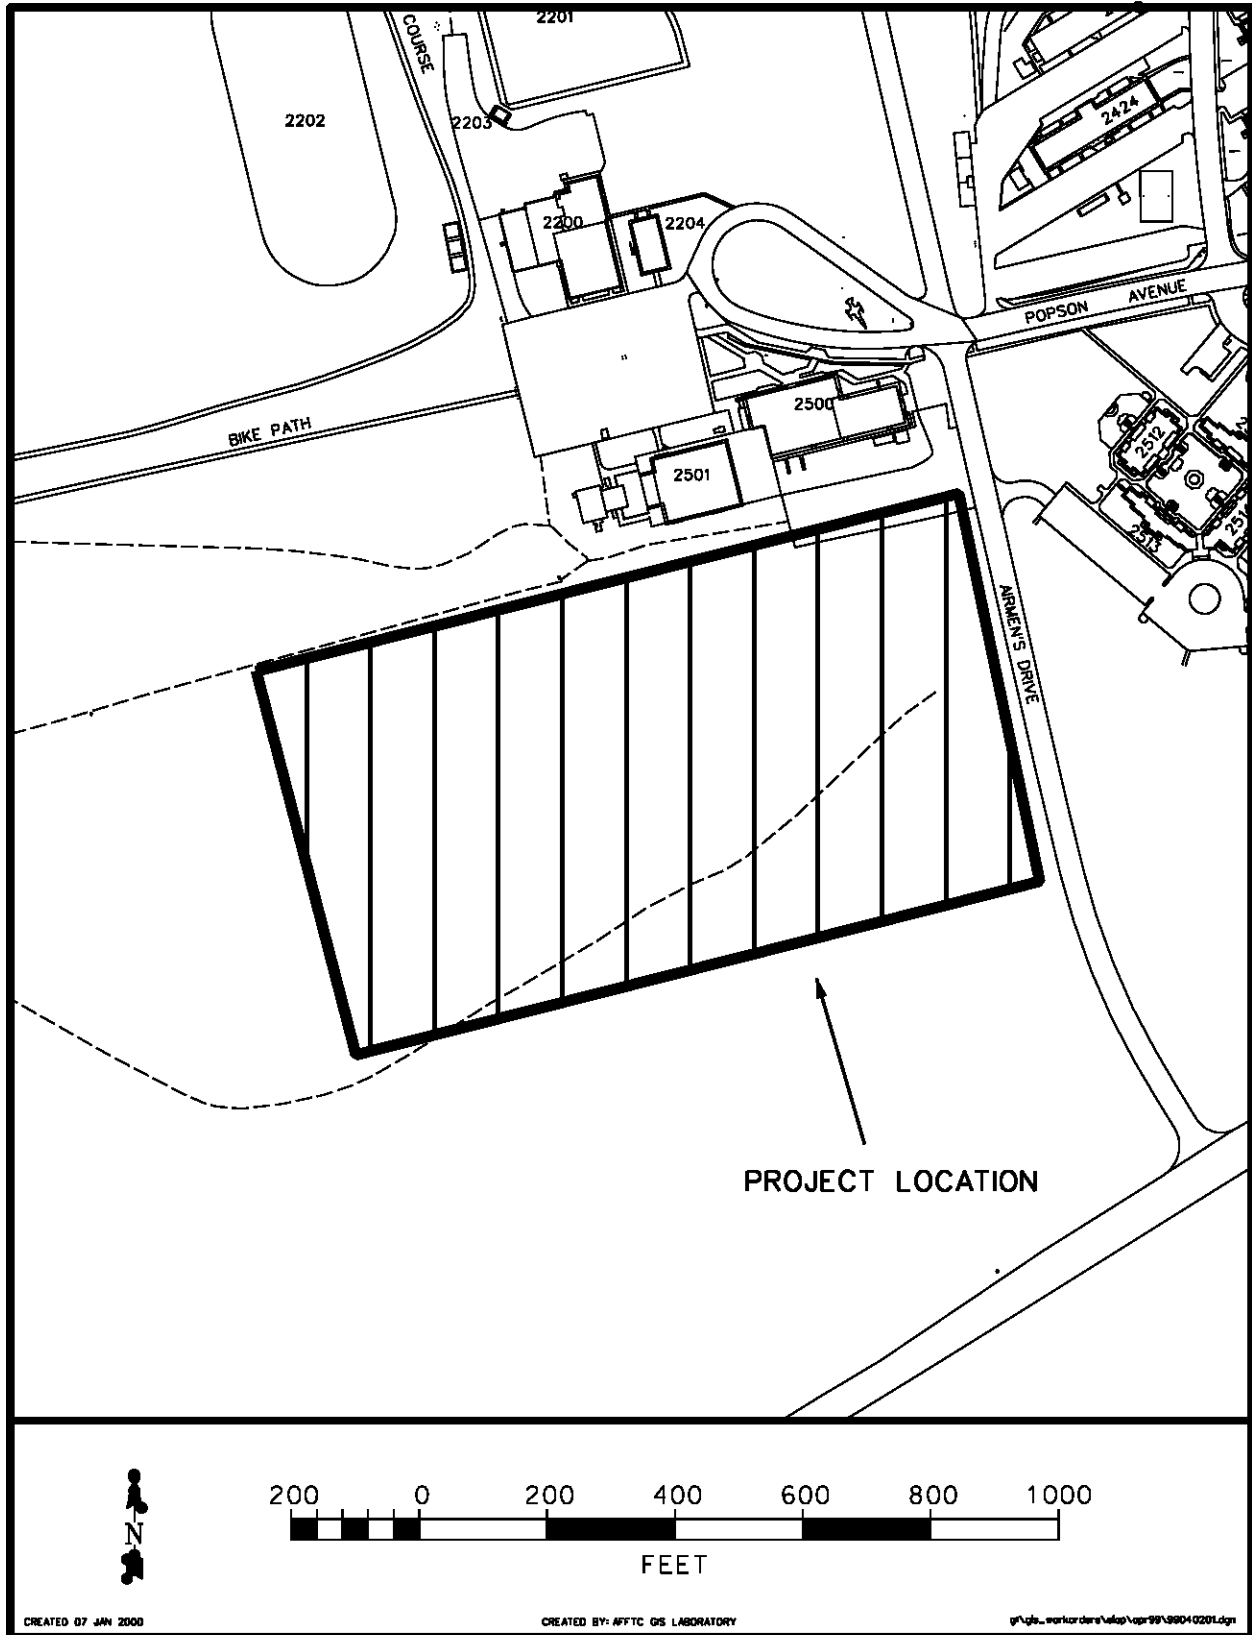 2201
COURSE
2202
2203
2424
2200
2204
POPSON AVENUE
BIKE PATH
2500
2512
2501
2513
AIRMEN'S DRIVE
PROJECT LOCATION
N
200 0 200 400 600 800 1000
FEET
CREATED 07 JAN 2000
CREATED BY: AFFTC GIS LABORATORY